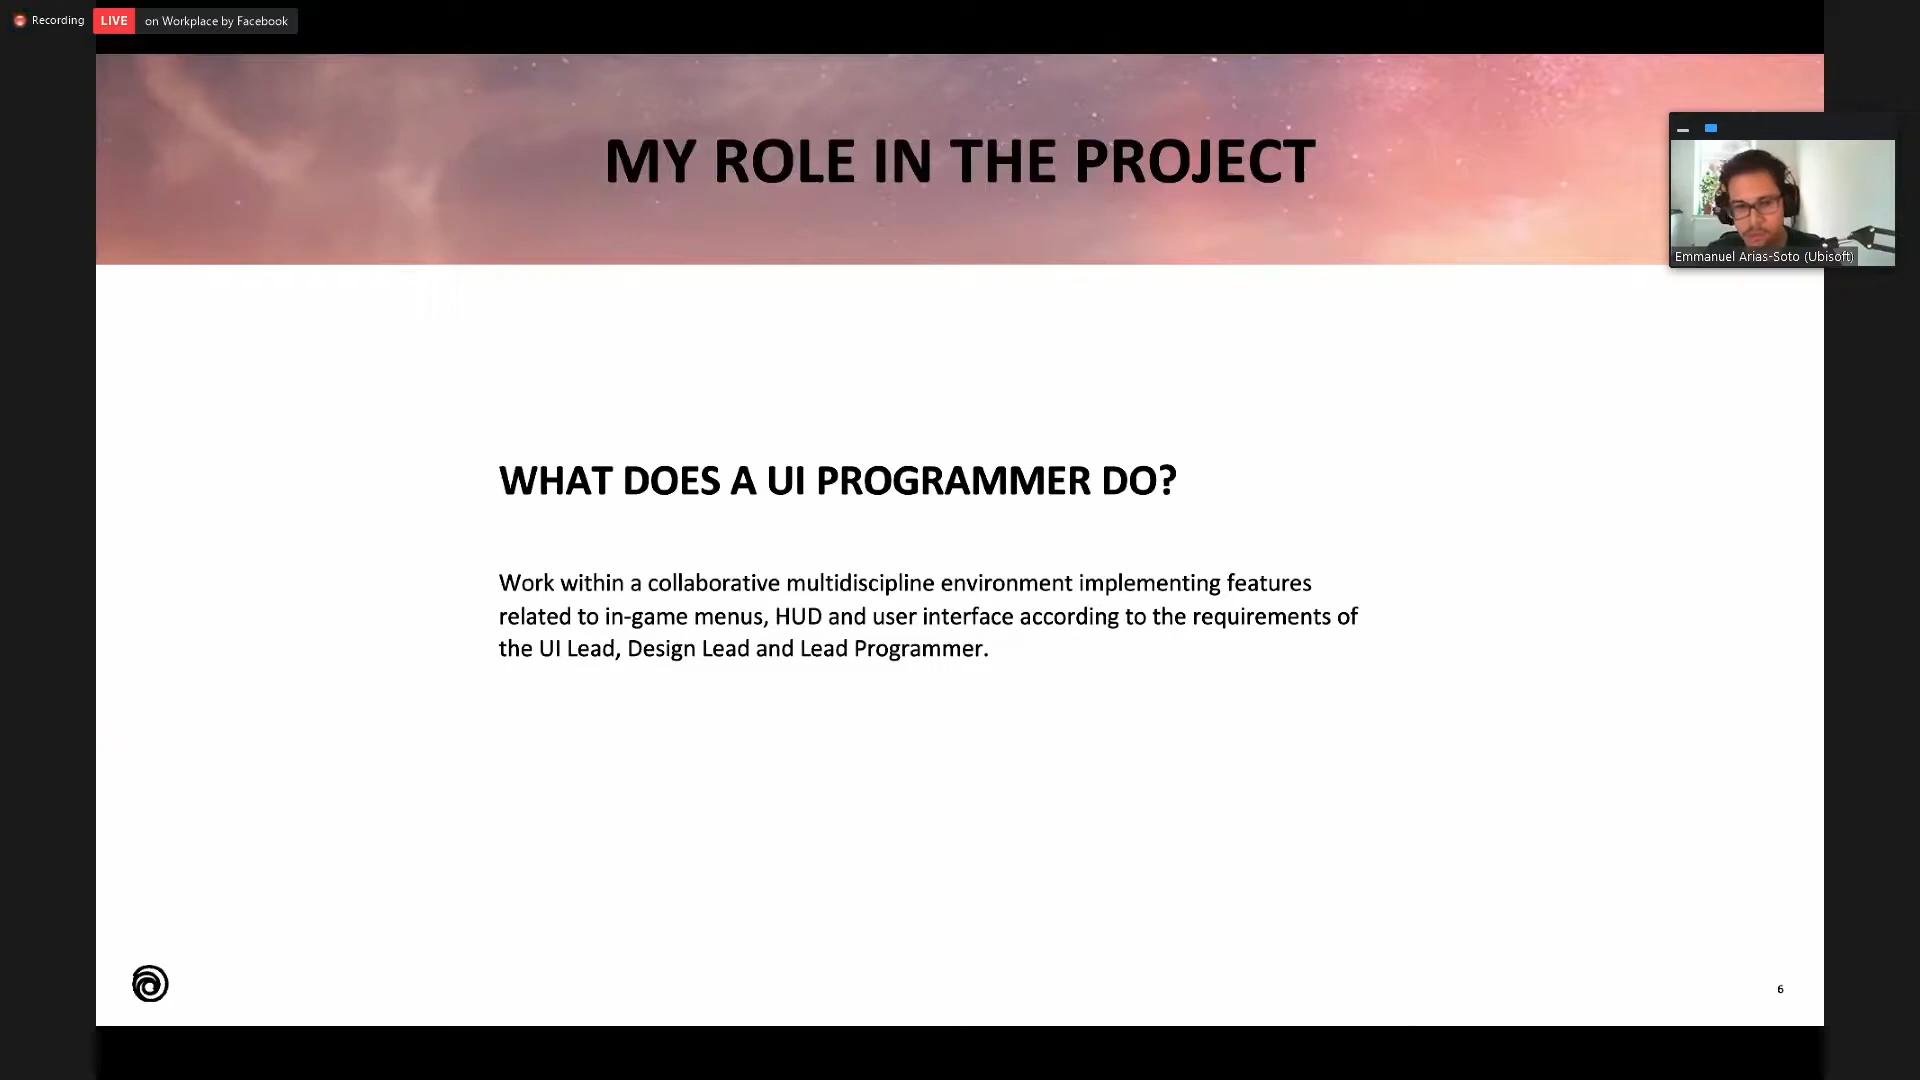 Recording
LIVE on Workplace by Facebook
MY ROLE IN THE PROJECT
Emmanuel Arias-Soto (Ubisoft)
WHAT DOES A UI PROGRAMMER DO?
Work within a collaborative multidiscipline environment implementing features
related to in-game menus, HUD and user interface according to the requirements of
the UI Lead, Design Lead and Lead Programmer.
6